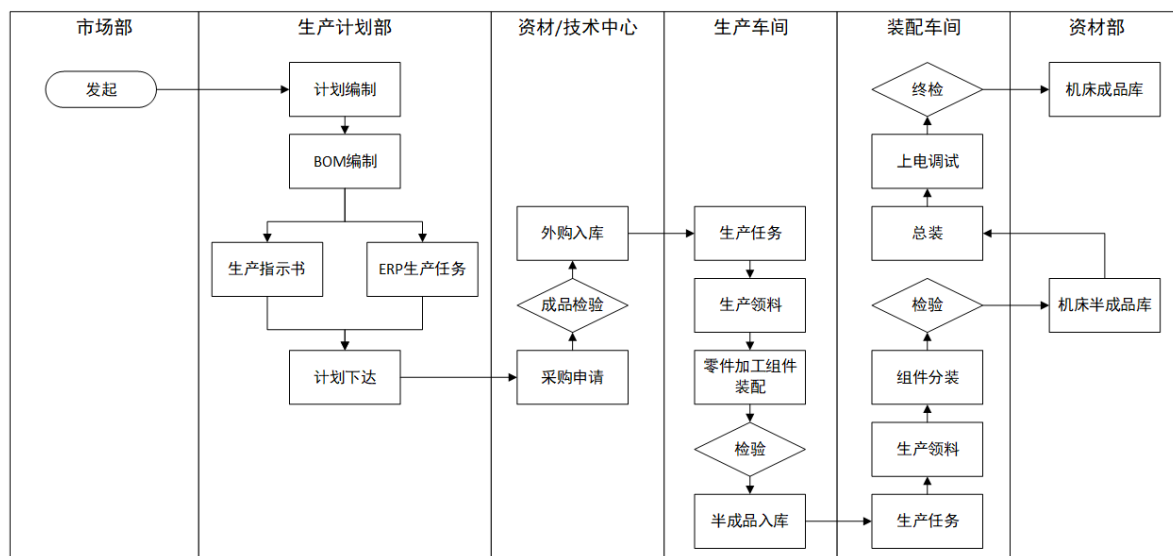 市场部
生产计划部
资材/技术中心
生产车间
装配车间
资材部
发起
计划编制
BOM编制
生产指示书
ERP生产任务
计划下达
外购入库
成品检验
采购申请
生产任务
生产领料
零件加工组件
装配
检验
半成品入库
终检
上电调试
总装
检验
组件分装
生产领料
生产任务
机床成品库
机床半成品库